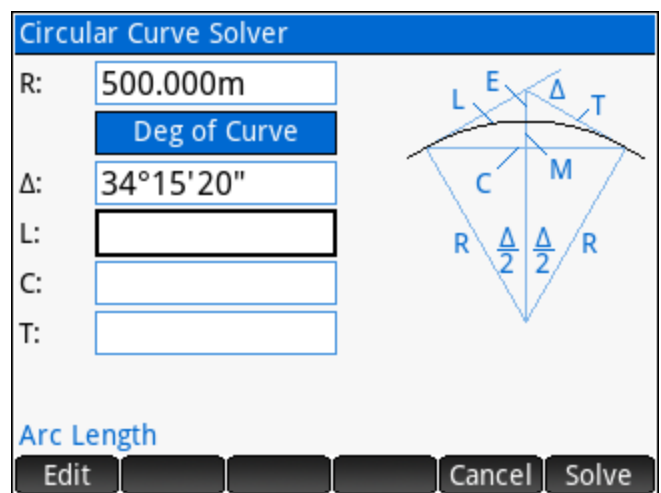 Circular Curve Solver
R: 500.000m
Deg of Curve
Δ: 34°15'20"
L:
C:
T:
E Δ
L T
C M
R Δ/2 Δ/2 R
Arc Length
Edit Cancel Solve